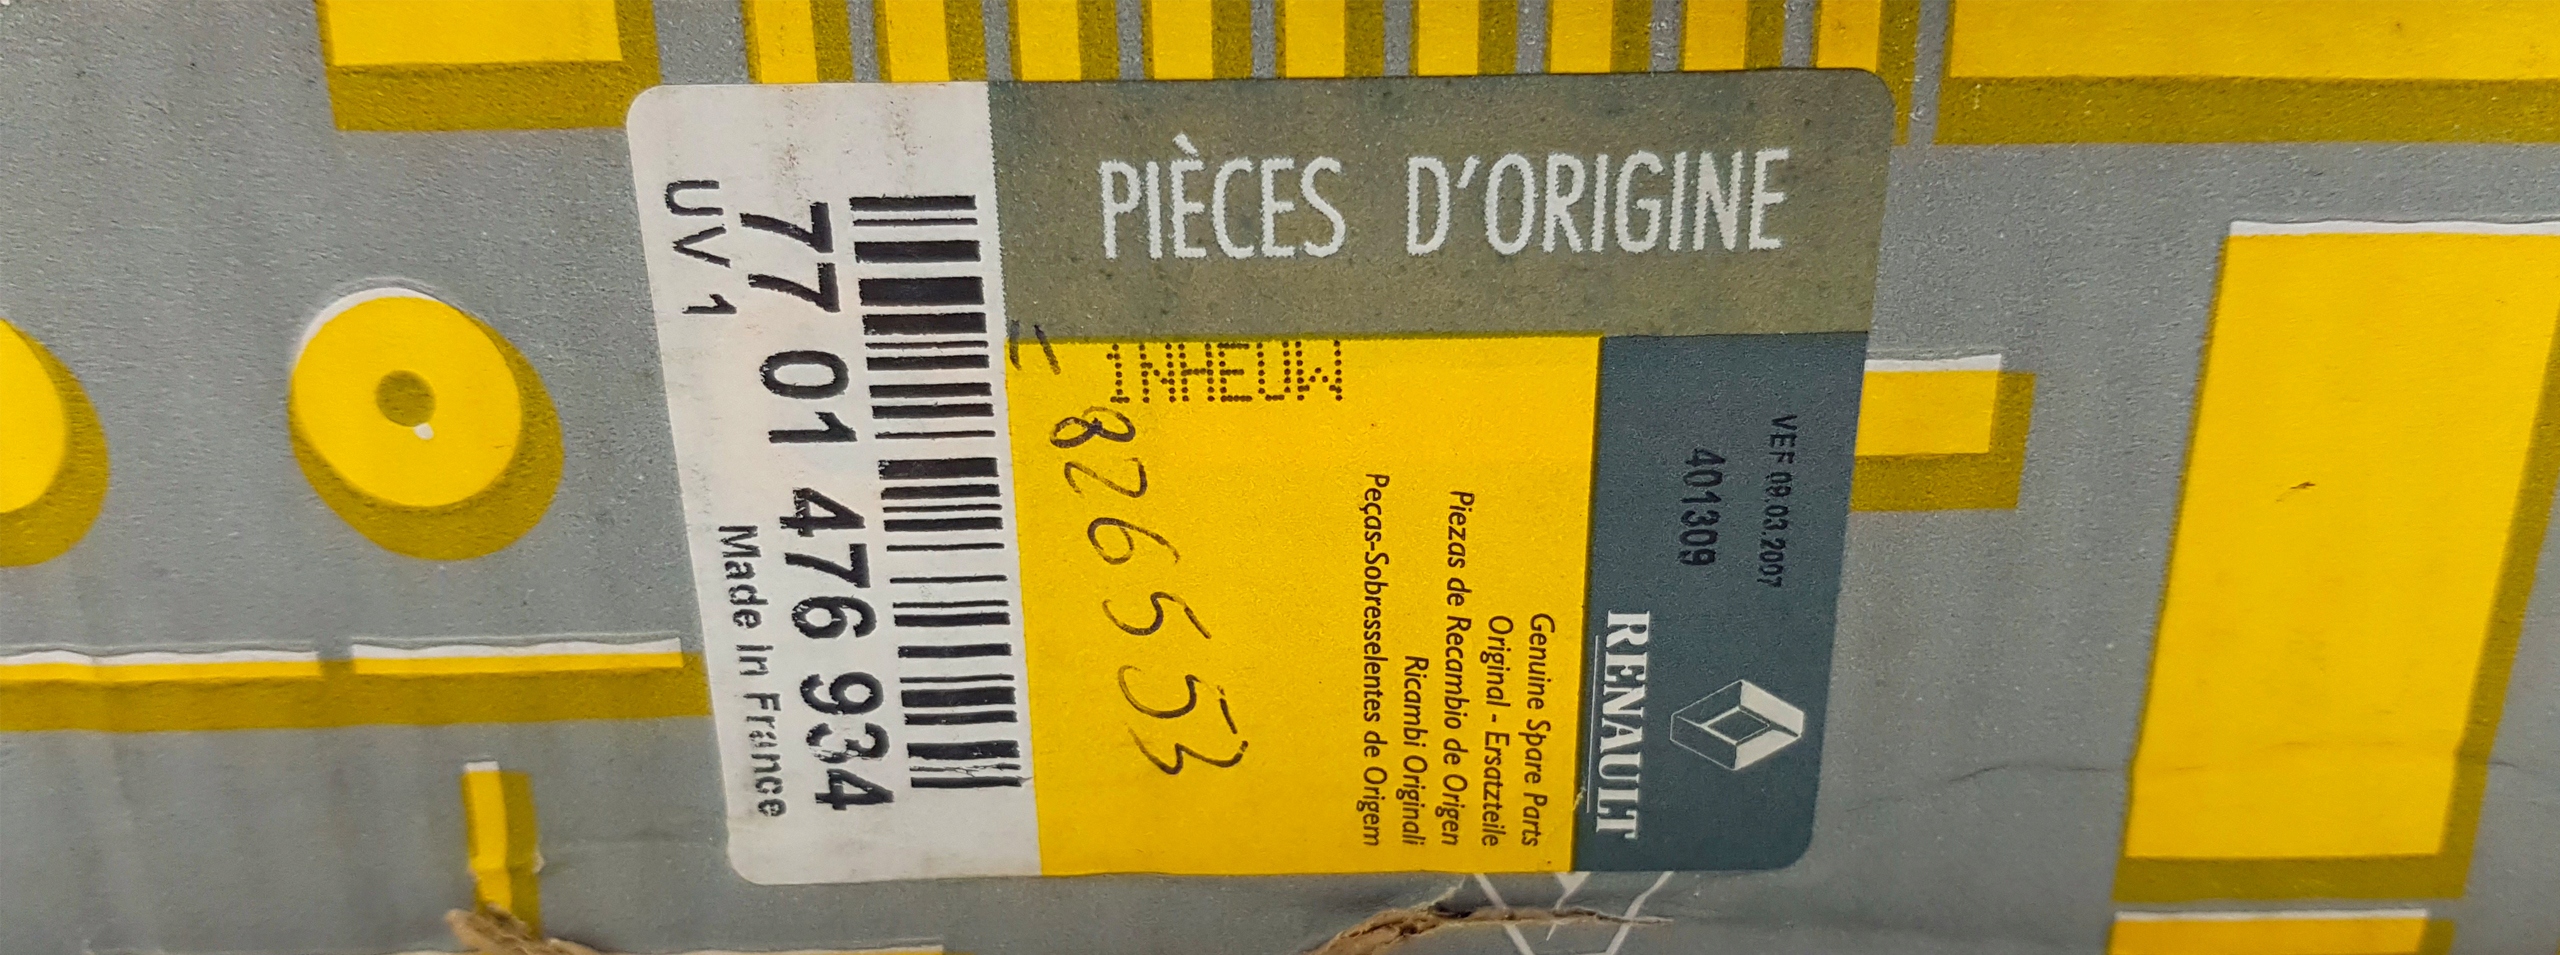 PIÈCES D'ORIGINE
VEF 09.03.2007
401309
RENAULT
Genuine Spare Parts
Original - Ersatzteile
Piezas de Recambio de Origen
Ricambi Originali
Peças-Sobresselentes de Origem
1NHEUW
= 826553
77 01 476 934
UV 1
Made in France